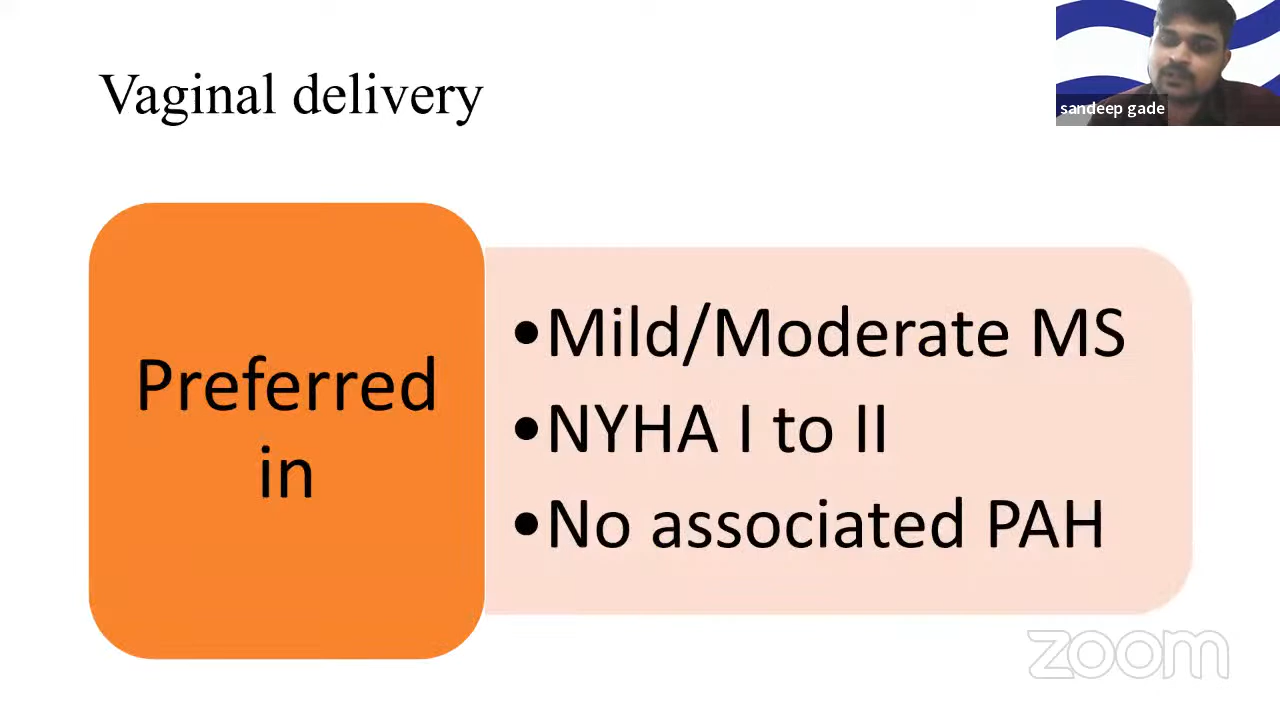 Vaginal delivery
sandeep gade
Preferred
in
•Mild/Moderate MS
•NYHA I to II
•No associated PAH
zoom